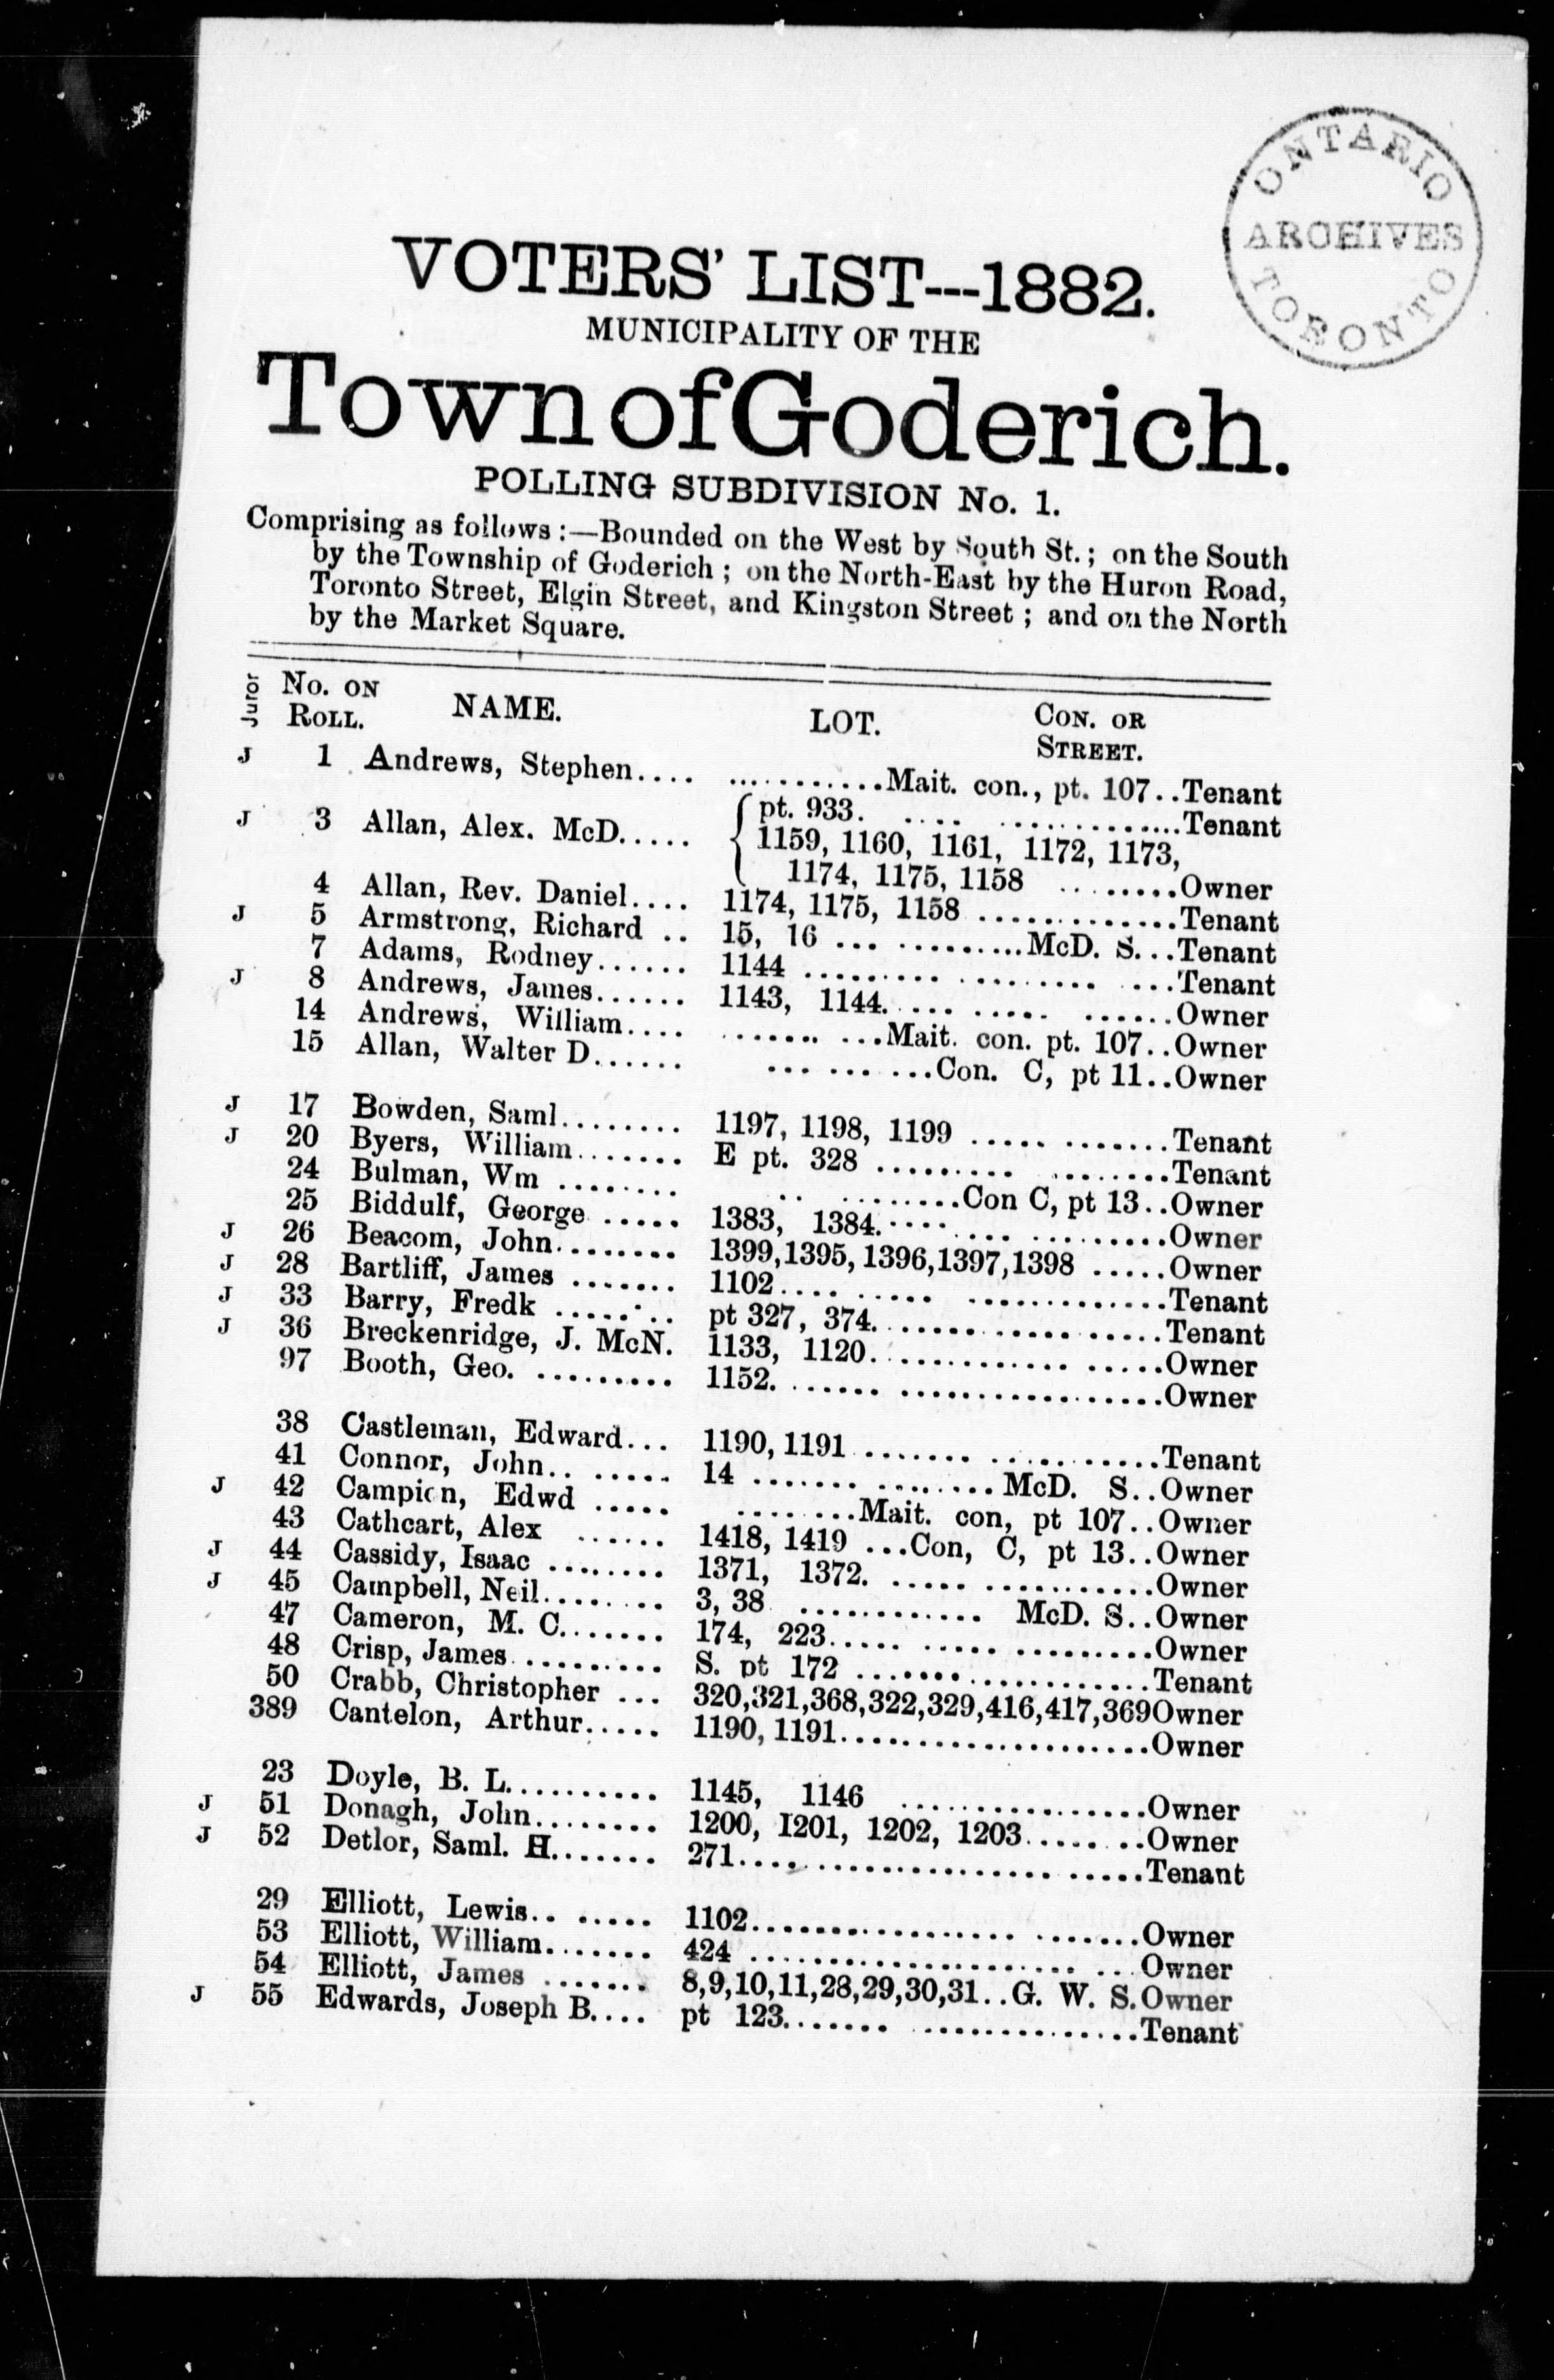 ONTARIO
ARCHIVES
TORONTO
VOTERS' LIST---1882.
MUNICIPALITY OF THE
Town of Goderich.
POLLING SUBDIVISION No. 1.
Comprising as follows :—Bounded on the West by South St. ; on the South
by the Township of Goderich ; on the North-East by the Huron Road,
Toronto Street, Elgin Street, and Kingston Street ; and on the North
by the Market Square.
Juror No. ON ROLL. NAME. LOT. CON. OR STREET.
J 1 Andrews, Stephen.... ............Mait. con., pt. 107..Tenant
J 3 Allan, Alex. McD..... { pt. 933. .... ............Tenant
1159, 1160, 1161, 1172, 1173,
1174, 1175, 1158 .........Owner
4 Allan, Rev. Daniel.... 1174, 1175, 1158 .............Tenant
J 5 Armstrong, Richard .. 15, 16 ... ..........McD. S...Tenant
7 Adams, Rodney...... 1144 ......... ......... ....Tenant
J 8 Andrews, James...... 1143, 1144..... ..... ......Owner
14 Andrews, William.... ....... ...Mait. con. pt. 107..Owner
15 Allan, Walter D...... ... ... ...Con. C, pt 11..Owner
J 17 Bowden, Saml........ 1197, 1198, 1199 ..... .......Tenant
J 20 Byers, William....... E pt. 328 ......... ........Tenant
24 Bulman, Wm ........ .. .........Con C, pt 13..Owner
25 Biddulf, George ..... 1383, 1384..... .... .........Owner
J 26 Beacom, John........ 1399,1395,1396,1397,1398 .....Owner
J 28 Bartliff, James ....... 1102.... ..... .............Tenant
J 33 Barry, Fredk ........ pt 327, 374...................Tenant
J 36 Breckenridge, J. McN. 1133, 1120.............. .....Owner
97 Booth, Geo. ......... 1152. ...... .................Owner
38 Castleman, Edward... 1190, 1191 ....... ...........Tenant
41 Connor, John.. ..... 14 ....... ........ McD. S..Owner
J 42 Campion, Edwd ..... ........Mait. con, pt 107..Owner
43 Cathcart, Alex ...... 1418, 1419 ...Con, C, pt 13..Owner
J 44 Cassidy, Isaac ........ 1371, 1372. ..... ...........Owner
J 45 Campbell, Neil........ 3, 38 ............ McD. S..Owner
47 Cameron, M. C....... 174, 223..... ..... .........Owner
48 Crisp, James.......... S. pt 172 ...................Tenant
50 Crabb, Christopher ... 320,321,368,322,329,416,417,369Owner
389 Cantelon, Arthur..... 1190, 1191....................Owner
23 Doyle, B. L.......... 1145, 1146 ................Owner
J 51 Donagh, John........ 1200, 1201, 1202, 1203..... ..Owner
J 52 Detlor, Saml. H....... 271.................... .....Tenant
29 Elliott, Lewis.. ..... 1102................... .......Owner
53 Elliott, William....... 424 ..................... .. .Owner
54 Elliott, James ....... 8,9,10,11,28,29,30,31..G. W. S.Owner
J 55 Edwards, Joseph B.... pt 123....... ..............Tenant